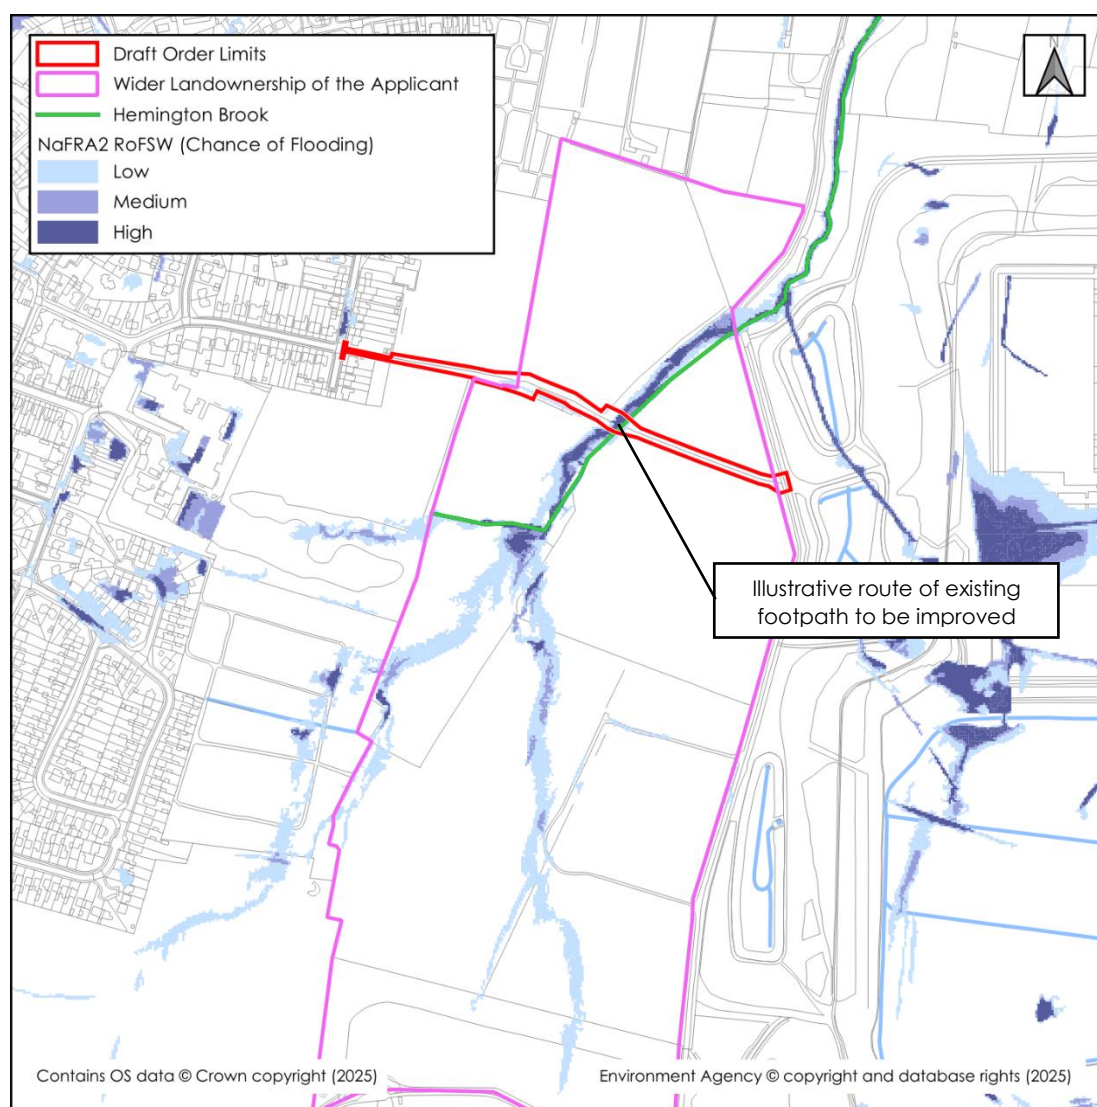 Draft Order Limits
Wider Landownership of the Applicant
Hemington Brook
NaFRA2 RoFSW (Chance of Flooding)
Low
Medium
High
N
Illustrative route of existing
footpath to be improved
Contains OS data © Crown copyright (2025)
Environment Agency © copyright and database rights (2025)